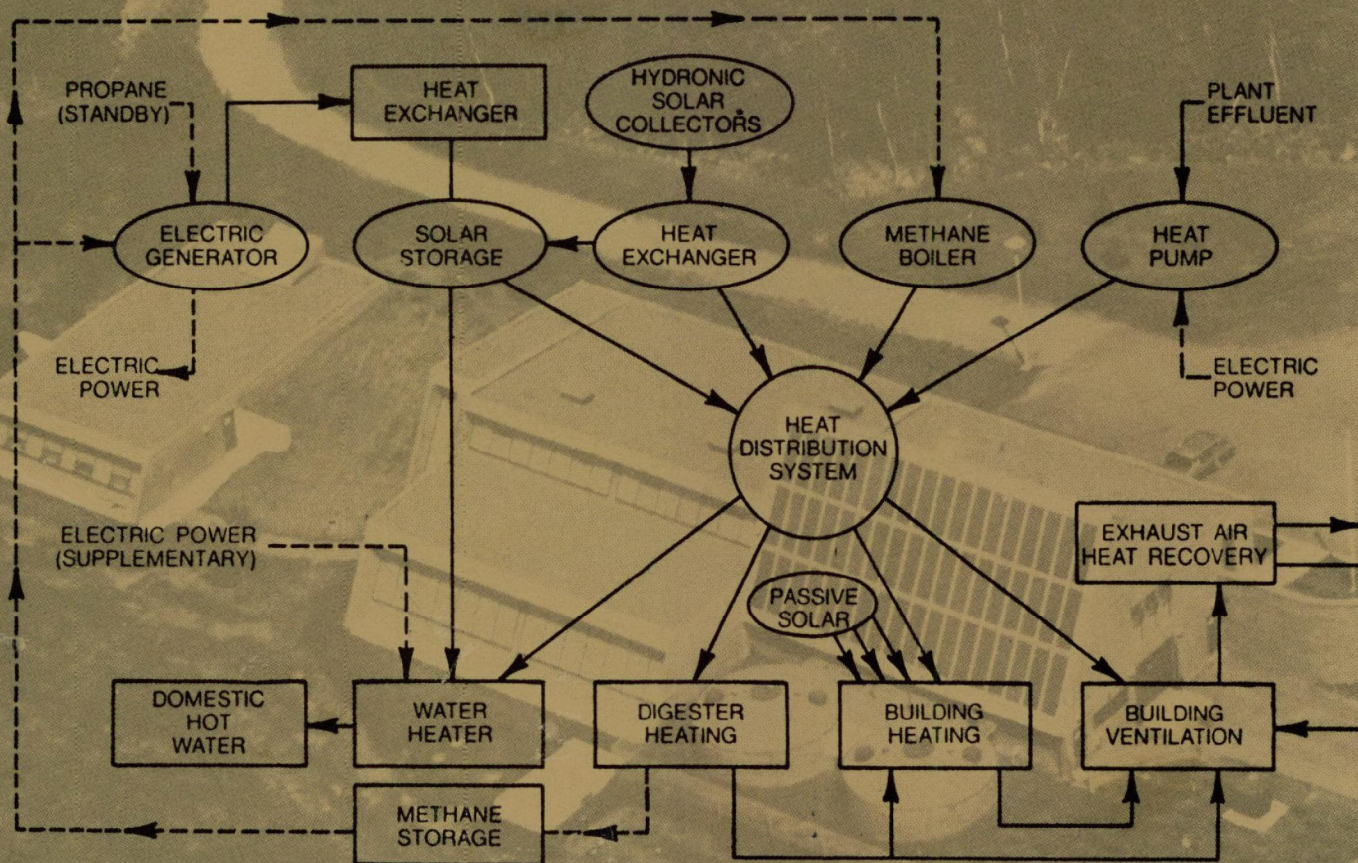 PROPANE
(STANDBY)
HEAT
EXCHANGER
HYDRONIC
SOLAR
COLLECTORS
PLANT
EFFLUENT
ELECTRIC
GENERATOR
SOLAR
STORAGE
HEAT
EXCHANGER
METHANE
BOILER
HEAT
PUMP
ELECTRIC
POWER
ELECTRIC
POWER
HEAT
DISTRIBUTION
SYSTEM
ELECTRIC POWER
(SUPPLEMENTARY)
EXHAUST AIR
HEAT RECOVERY
PASSIVE
SOLAR
DOMESTIC
HOT
WATER
WATER
HEATER
DIGESTER
HEATING
BUILDING
HEATING
BUILDING
VENTILATION
METHANE
STORAGE